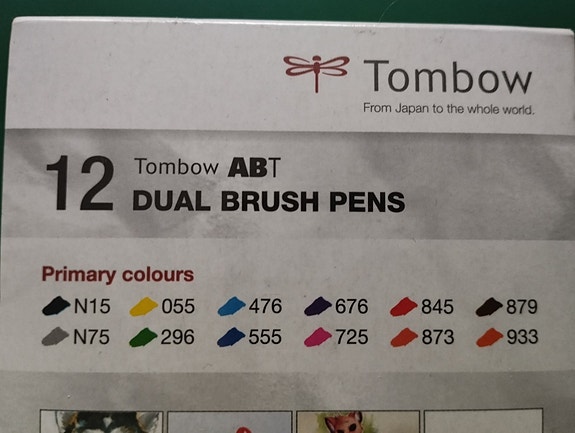 Tombow
From Japan to the whole world.
12
Tombow ABT
DUAL BRUSH PENS
Primary colours
N15 055 476 676 845 879
N75 296 555 725 873 933